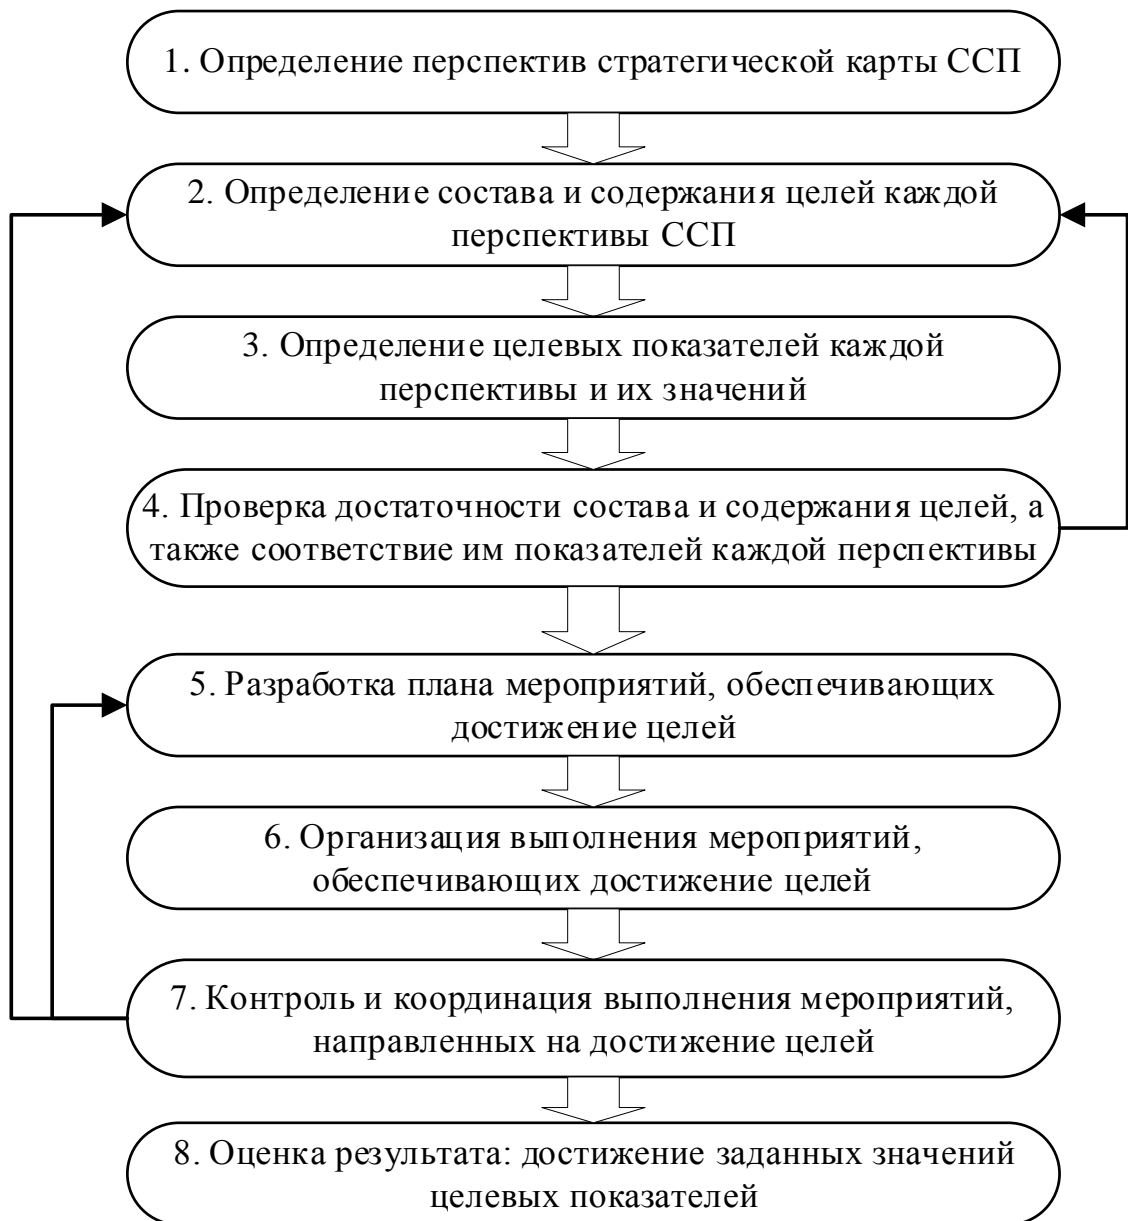 1. Определение перспектив стратегической карты ССП
2. Определение состава и содержания целей каждой
перспективы ССП
3. Определение целевых показателей каждой
перспективы и их значений
4. Проверка достаточности состава и содержания целей, а
также соответствие им показателей каждой перспективы
5. Разработка плана мероприятий, обеспечивающих
достижение целей
6. Организация выполнения мероприятий,
обеспечивающих достижение целей
7. Контроль и координация выполнения мероприятий,
направленных на достижение целей
8. Оценка результата: достижение заданных значений
целевых показателей